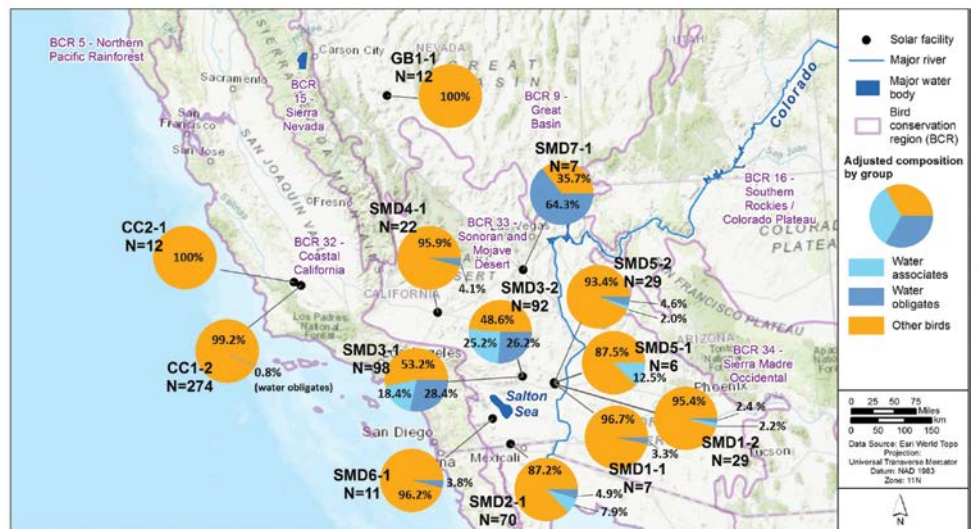 BCR 5 - Northern
Pacific Rainforest
Carson City
NEVADA
GREAT
BASIN
UTAH
GB1-1
N=12
100%
BCR
15 -
Sierra
Nevada
BCR 9 -
Great
Basin
Sacramento
San
Francisco
San Jose
SAN JOAQUIN
Fresno
Colorado
SMD7-1
N=7
35.7%
64.3%
BCR 16 -
Southern
Rockies /
Colorado Plateau
CC2-1
N=12
100%
SMD4-1
N=22
95.9%
4.1%
BCR 33 -
Sonoran and
Mojave
Desert
BCR 32 -
Coastal
California
CALIFORNIA
Los Padres
National
Forest
SMD3-2
N=92
48.6%
25.2%
26.2%
SMD5-2
N=29
93.4%
4.6%
2.0%
SAN FRANCISCO PLATEAU
ARIZONA
CC1-2
N=274
99.2%
0.8%
(water obligates)
SMD3-1
N=98
53.2%
18.4%
28.4%
SMD5-1
N=6
87.5%
12.5%
BCR 34 -
Sierra Madre
Occidental
Phoenix
95.4%
2.4 %
2.2%
SMD1-2
N=29
Salton
Sea
San Diego
Mexicali
96.7%
3.3%
SMD1-1
N=7
Tucson
SMD6-1
N=11
3.8%
96.2%
SMD2-1
N=70
87.2%
4.9%
7.9%
Solar facility
Major river
Major water
body
Bird
conservation
region (BCR)
Adjusted composition
by group
Water
associates
Water
obligates
Other birds
0 25 50 75 100
Miles
0 50 100 150
km
Data Source: Esri World Topo
Projection:
Universal Transverse Mercator
Datum: NAD 1983
Zone: 11N
N